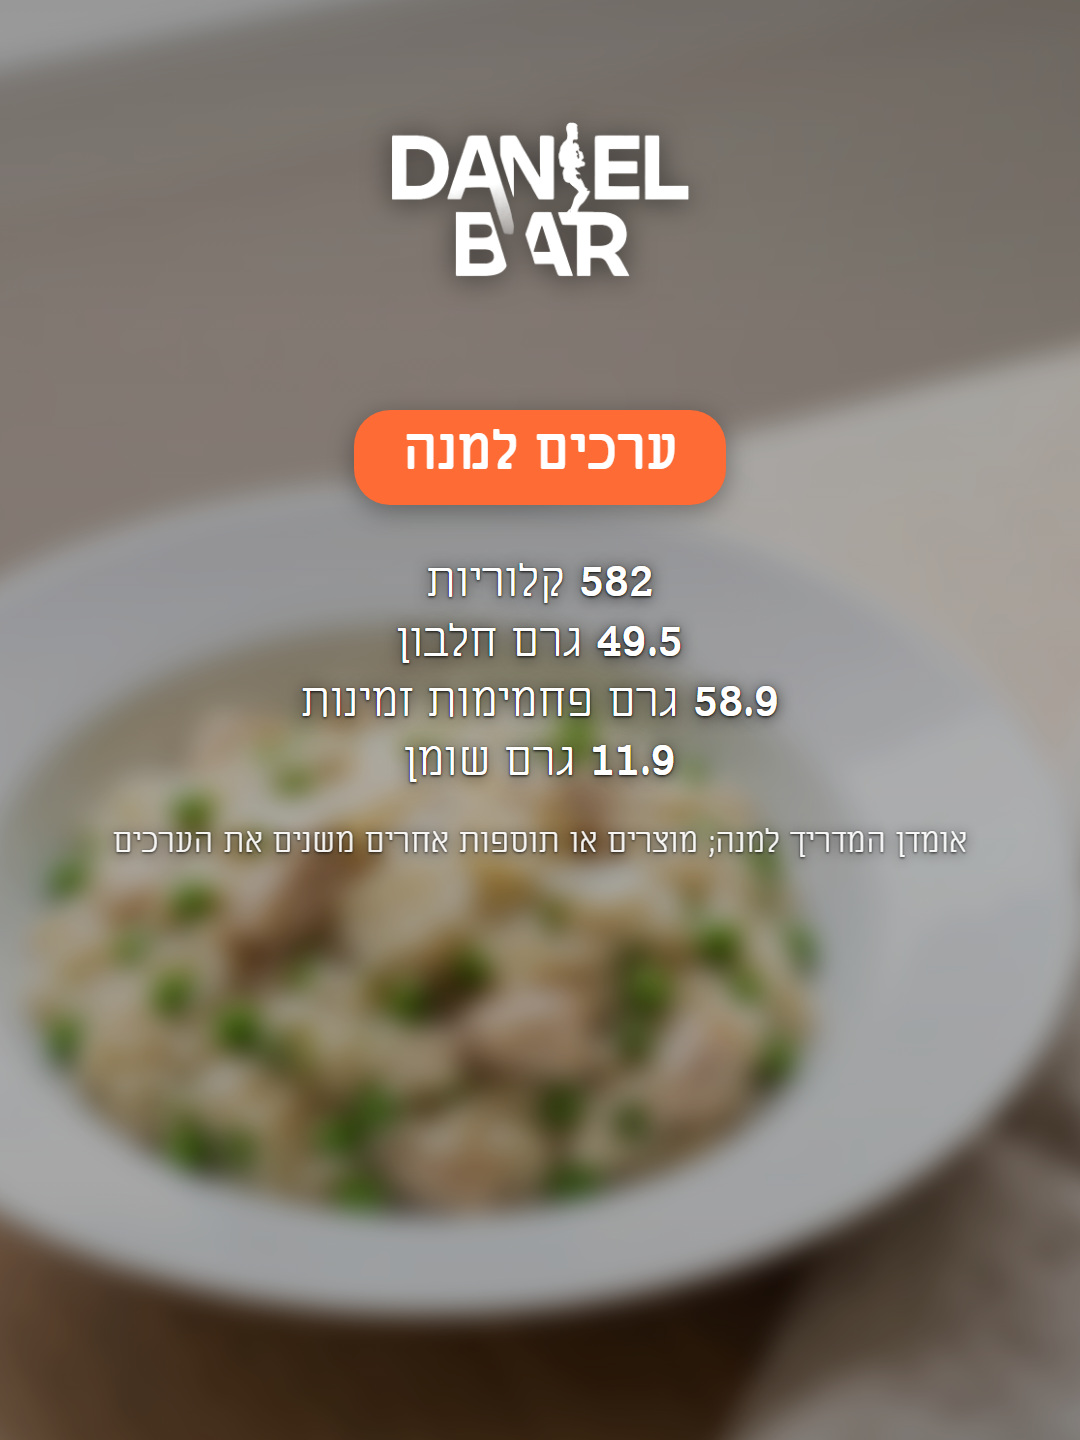 DANIEL
BAR
ערכים למנה
582 קלוריות
49.5 גרם חלבון
58.9 גרם פחמימות זמינות
11.9 גרם שומן
אומדן המדריך למנה; מוצרים או תוספות אחרים משנים את הערכים